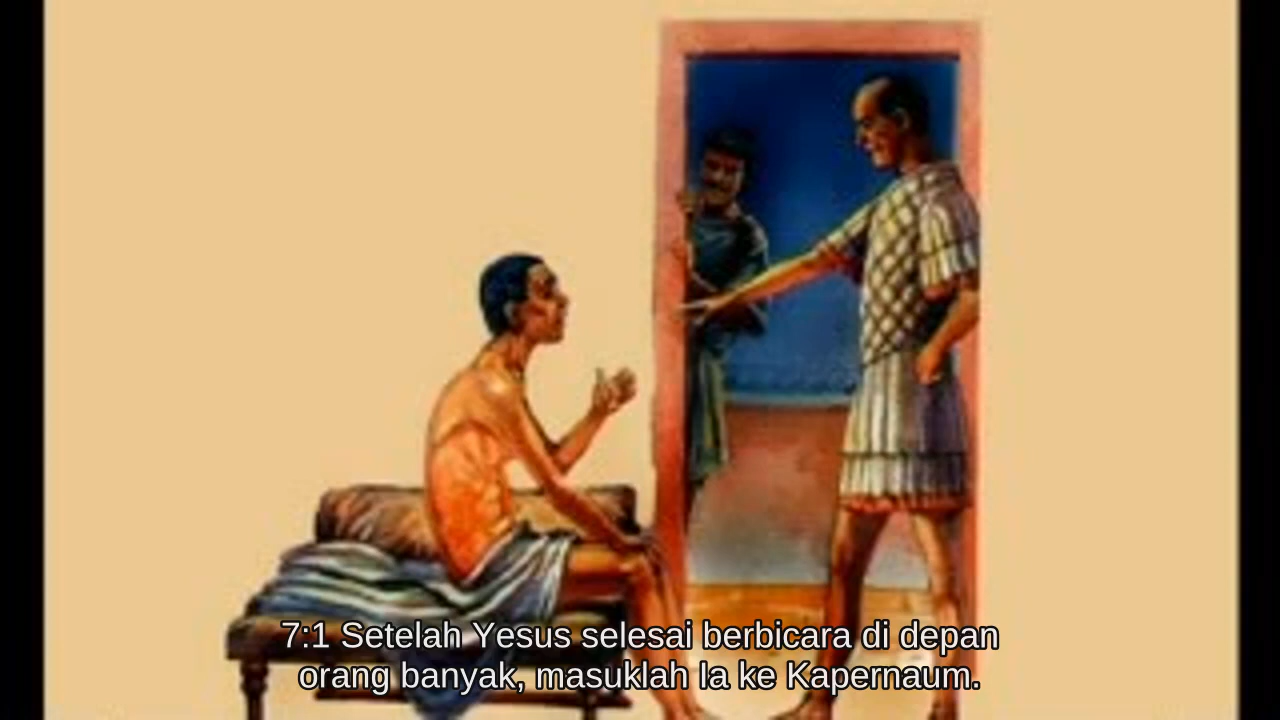 7:1 Setelah Yesus selesai berbicara di depan
orang banyak, masuklah Ia ke Kapernaum.